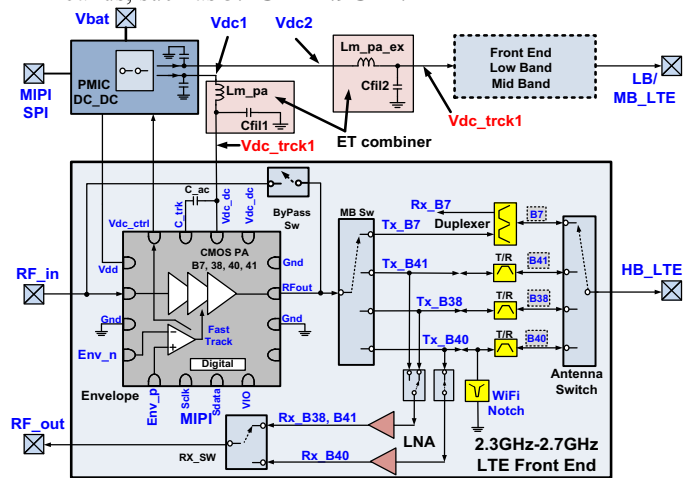 Vbat
Vdc1
Vdc2
Lm_pa_ex
PMIC
DC_DC
MIPI
SPI
Lm_pa
Cfil1
Cfil2
Front End
Low Band
Mid Band
LB/
MB_LTE
Vdc_trck1
ET combiner
Vdc_trck1
C_ac
Vdc_ctrl
C_trk
Vdc_dc
Vdc_dc
ByPass
Sw
MB Sw
Rx_B7
Duplexer
Tx_B7
B7
CMOS PA
B7, 38, 40, 41
Vdd
Gnd
Tx_B41
T/R
B41
RF_in
RFout
HB_LTE
Tx_B38
T/R
B38
Gnd
Gnd
Fast
Track
Tx_B40
T/R
B40
Env_n
Digital
Antenna
Switch
Envelope
Env_p
Sclk
Sdata
VIO
MIPI
WiFi
Notch
RF_out
Rx_B38, B41
LNA
RX_SW
Rx_B40
2.3GHz-2.7GHz
LTE Front End